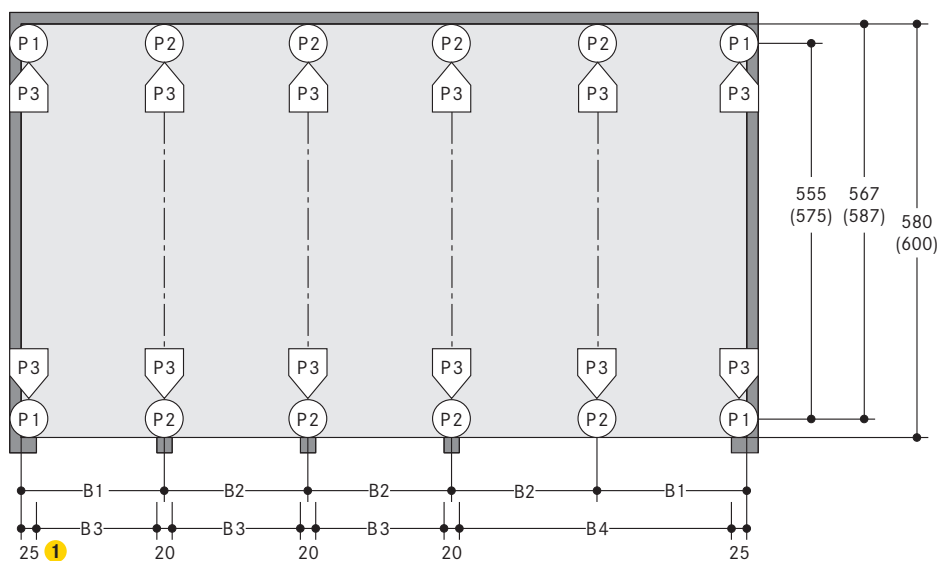 P1 P2 P2 P2 P2 P1
P3 P3 P3 P3 P3 P3
555 567 580
(575) (587) (600)
P3 P3 P3 P3 P3 P3
P1 P2 P2 P2 P2 P1
B1 B2 B2 B2 B1
B3 B3 B3 B4
25 1 20 20 20 25